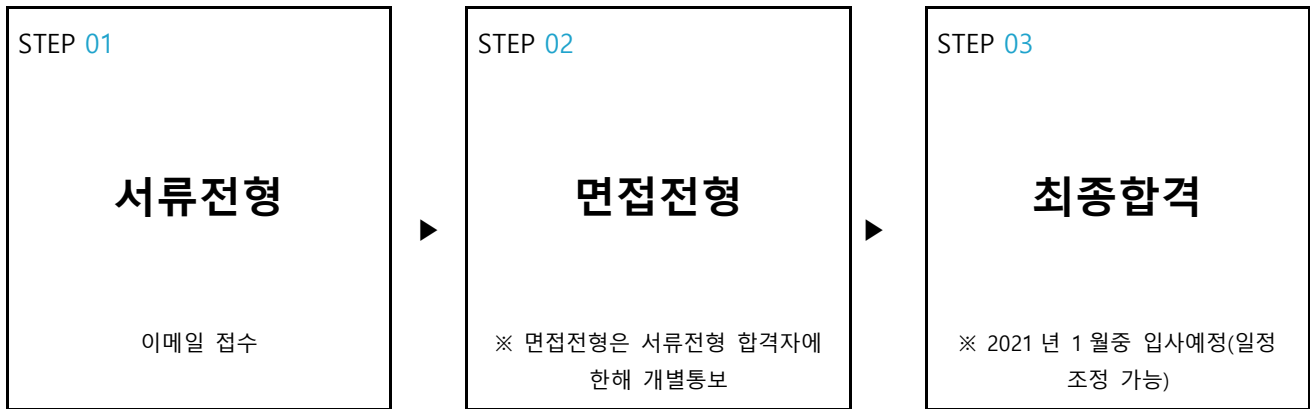 STEP 01
서류전형
이메일 접수
▶
STEP 02
면접전형
※ 면접전형은 서류전형 합격자에
한해 개별통보
▶
STEP 03
최종합격
※ 2021 년 1 월중 입사예정(일정
조정 가능)